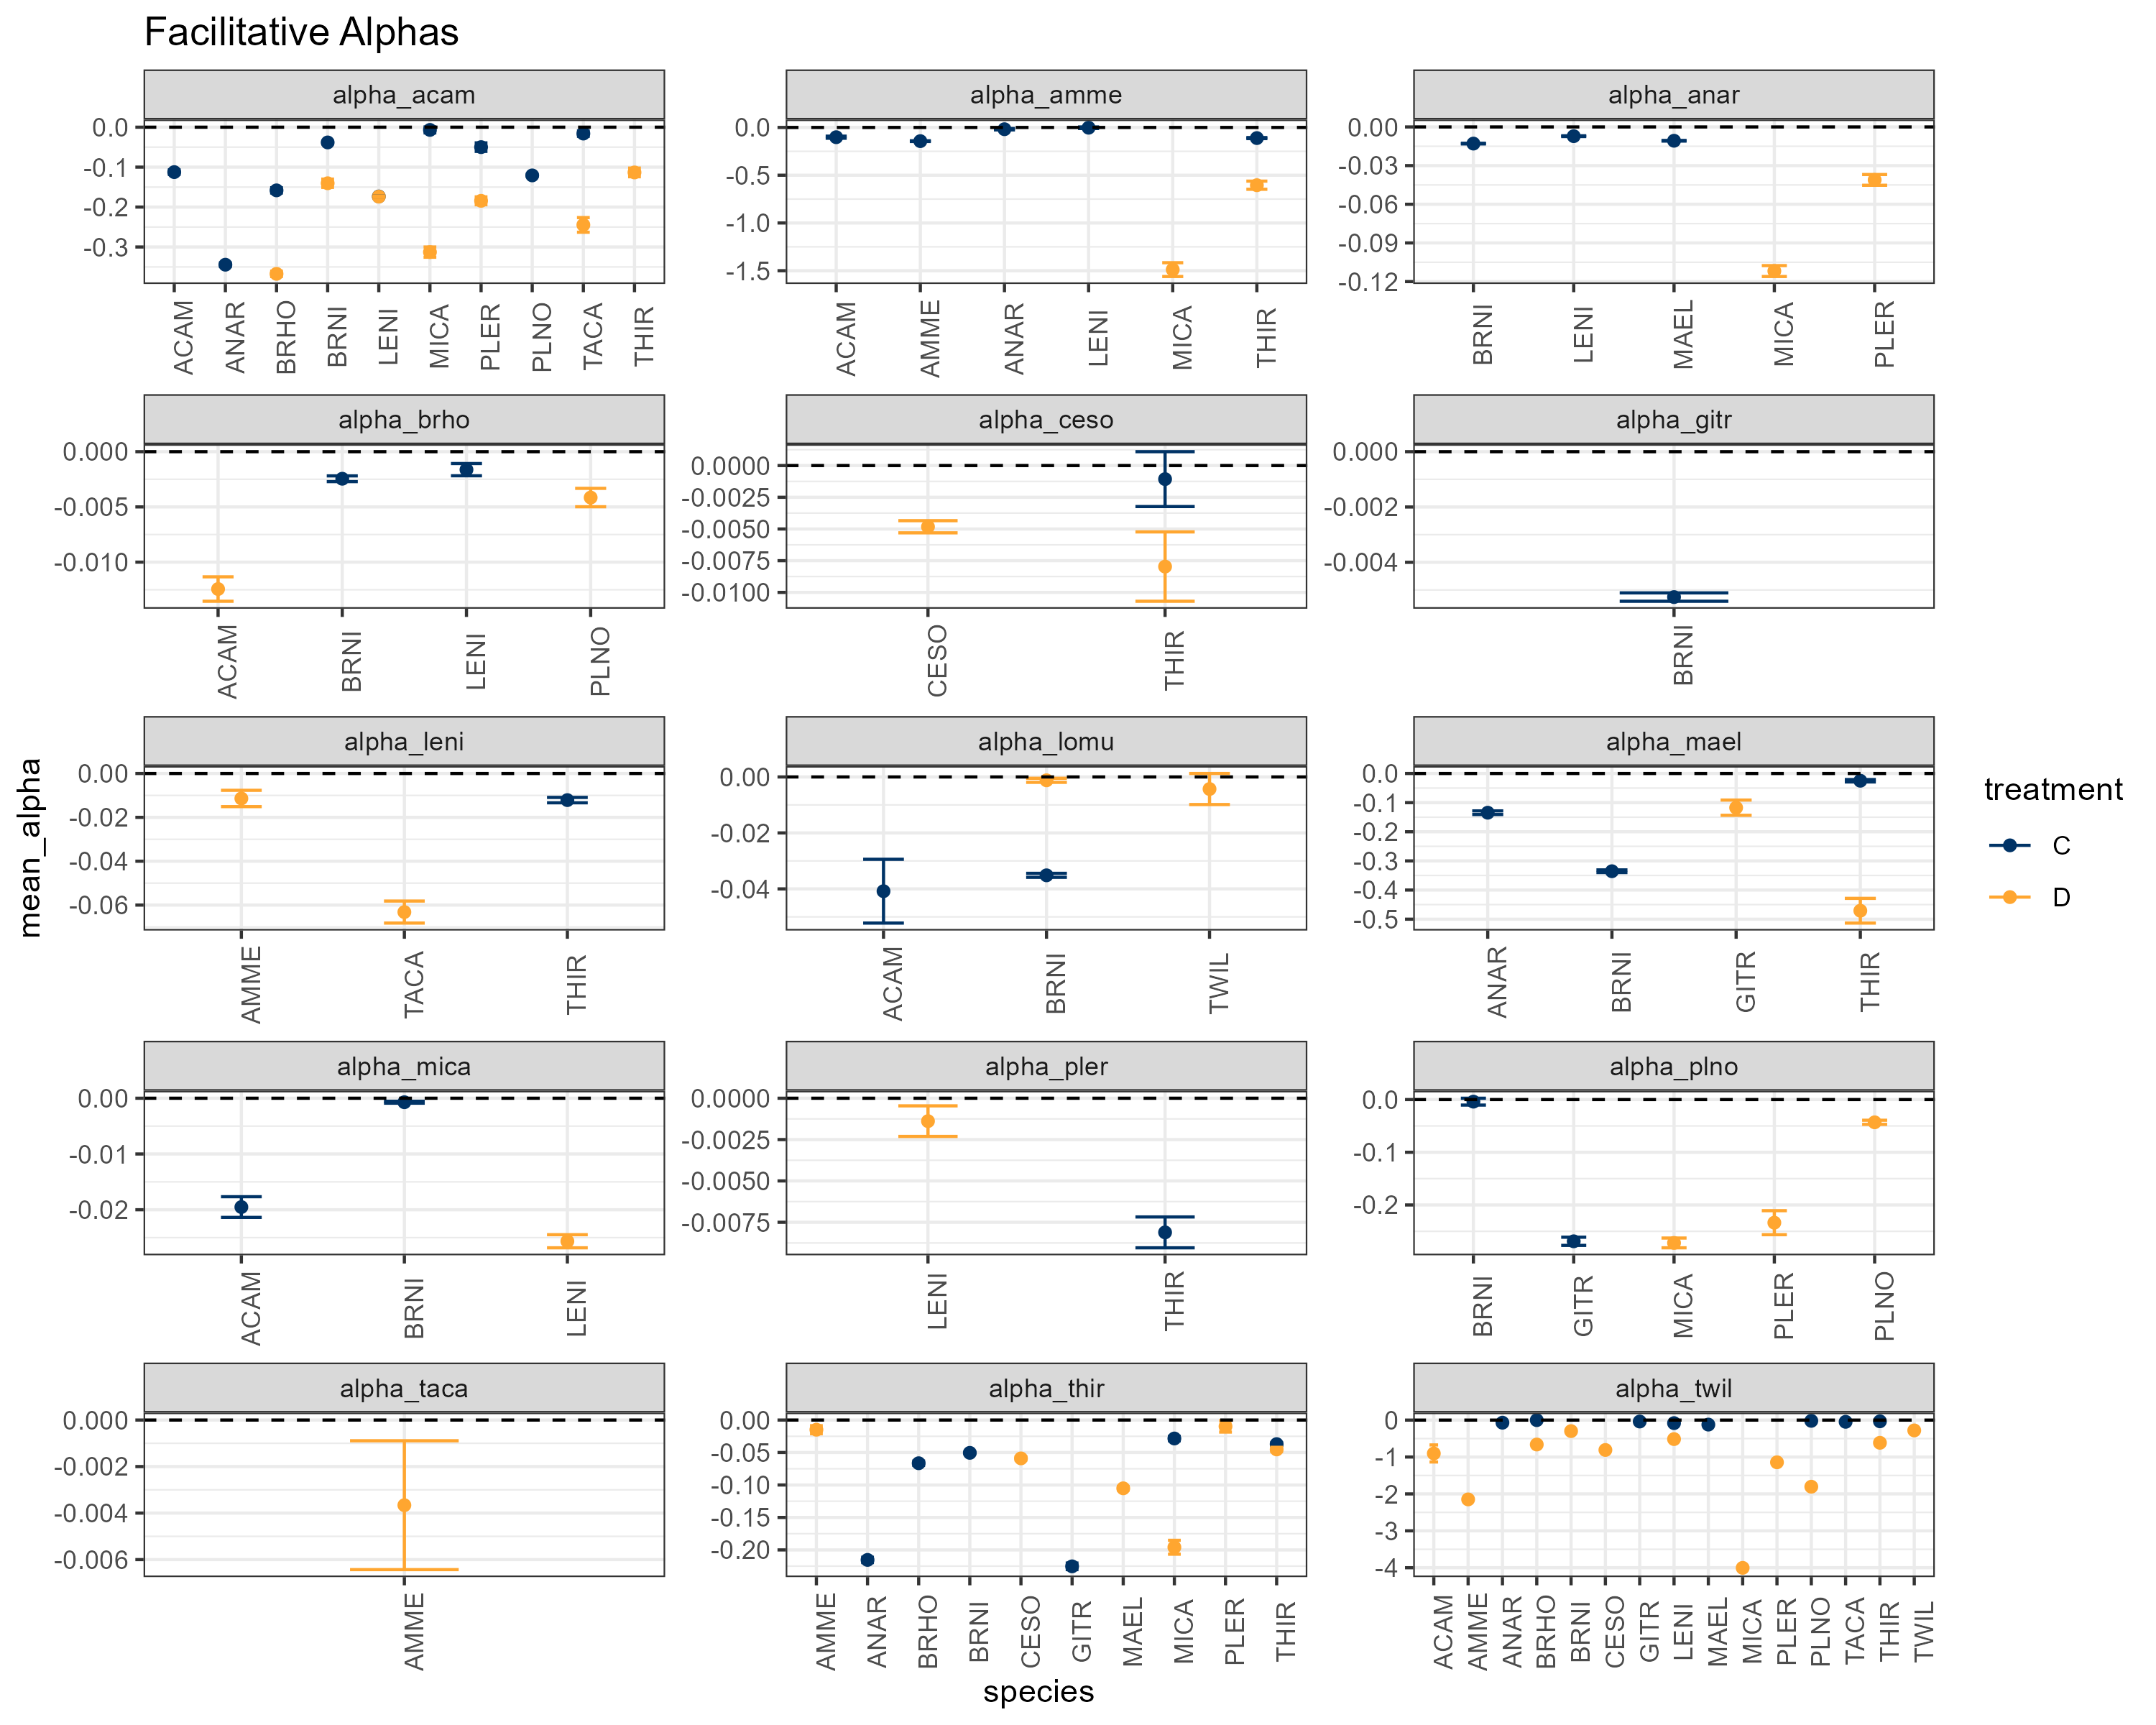 Facilitative Alphas
alpha_acam
alpha_amme
alpha_anar
0.0
-0.1
-0.2
-0.3
0.0
-0.5
-1.0
-1.5
0.00
-0.03
-0.06
-0.09
-0.12
ACAM
ANAR
BRHO
BRNI
LENI
MICA
PLER
PLNO
TACA
THIR
ACAM
AMME
ANAR
LENI
MICA
THIR
BRNI
LENI
MAEL
MICA
PLER
alpha_brho
alpha_ceso
alpha_gitr
0.000
-0.005
-0.010
0.0000
-0.0025
-0.0050
-0.0075
-0.0100
0.000
-0.002
-0.004
ACAM
BRNI
LENI
PLNO
CESO
THIR
BRNI
alpha_leni
alpha_lomu
alpha_mael
0.00
-0.02
-0.04
-0.06
0.00
-0.02
-0.04
0.0
-0.1
-0.2
-0.3
-0.4
-0.5
AMME
TACA
THIR
ACAM
BRNI
TWIL
ANAR
BRNI
GITR
THIR
alpha_mica
alpha_pler
alpha_plno
0.00
-0.01
-0.02
0.0000
-0.0025
-0.0050
-0.0075
0.0
-0.1
-0.2
ACAM
BRNI
LENI
LENI
THIR
BRNI
GITR
MICA
PLER
PLNO
alpha_taca
alpha_thir
alpha_twil
0.000
-0.002
-0.004
-0.006
0.00
-0.05
-0.10
-0.15
-0.20
0
-1
-2
-3
-4
AMME
AMME
ANAR
BRHO
BRNI
CESO
GITR
MAEL
MICA
PLER
THIR
ACAM
AMME
ANAR
BRHO
BRNI
CESO
GITR
LENI
MAEL
MICA
PLER
PLNO
TACA
THIR
TWIL
mean_alpha
species
treatment
C
D